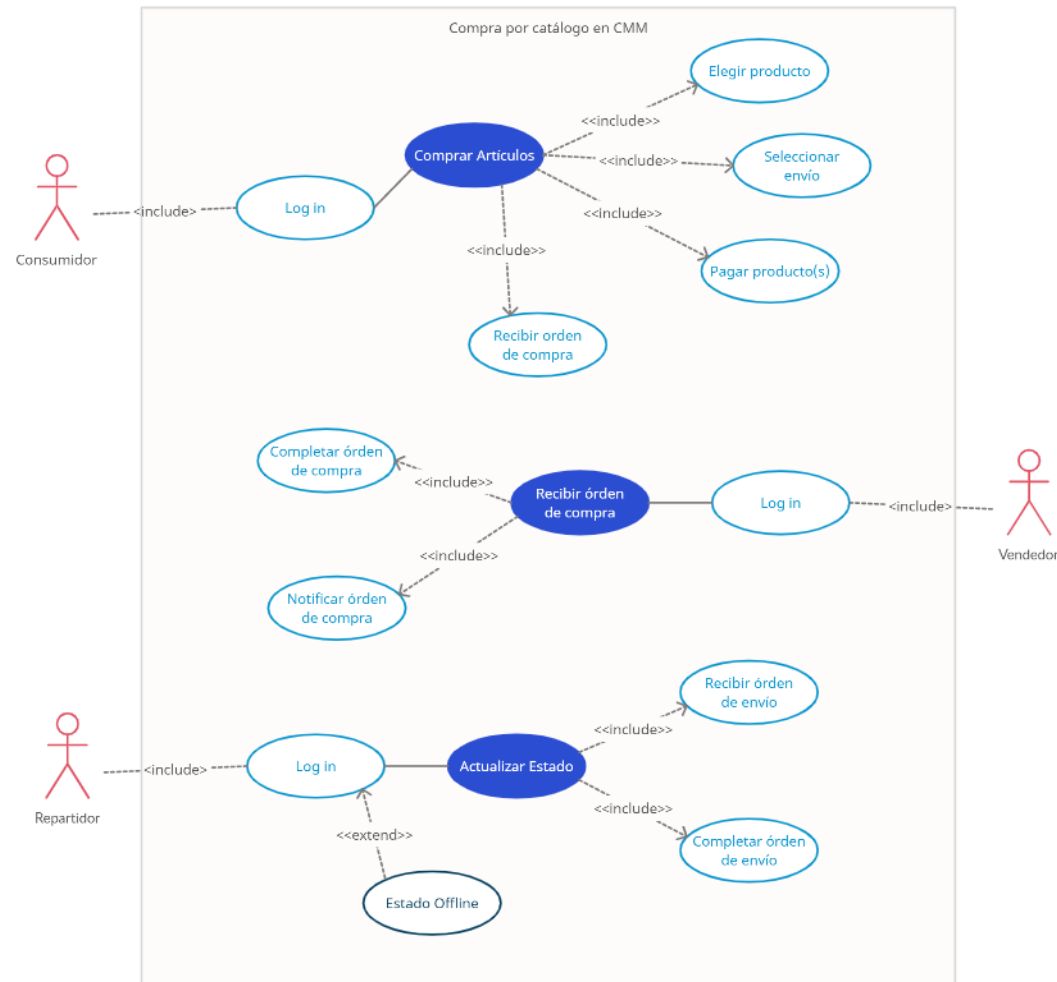 Compra por catálogo en CMM
Elegir producto
<<include>>
Comprar Artículos
<<include>>
Seleccionar
envío
Log in
<include>
<<include>>
Consumidor
<<include>>
Pagar producto(s)
Recibir orden
de compra
Completar órden
de compra
<<include>>
Recibir órden
de compra
Log in
<include>
Vendedor
<<include>>
Notificar órden
de compra
Recibir órden
de envío
<<include>>
Log in
<include>
Actualizar Estado
Repartidor
<<include>>
<<extend>>
Completar órden
de envío
Estado Offline